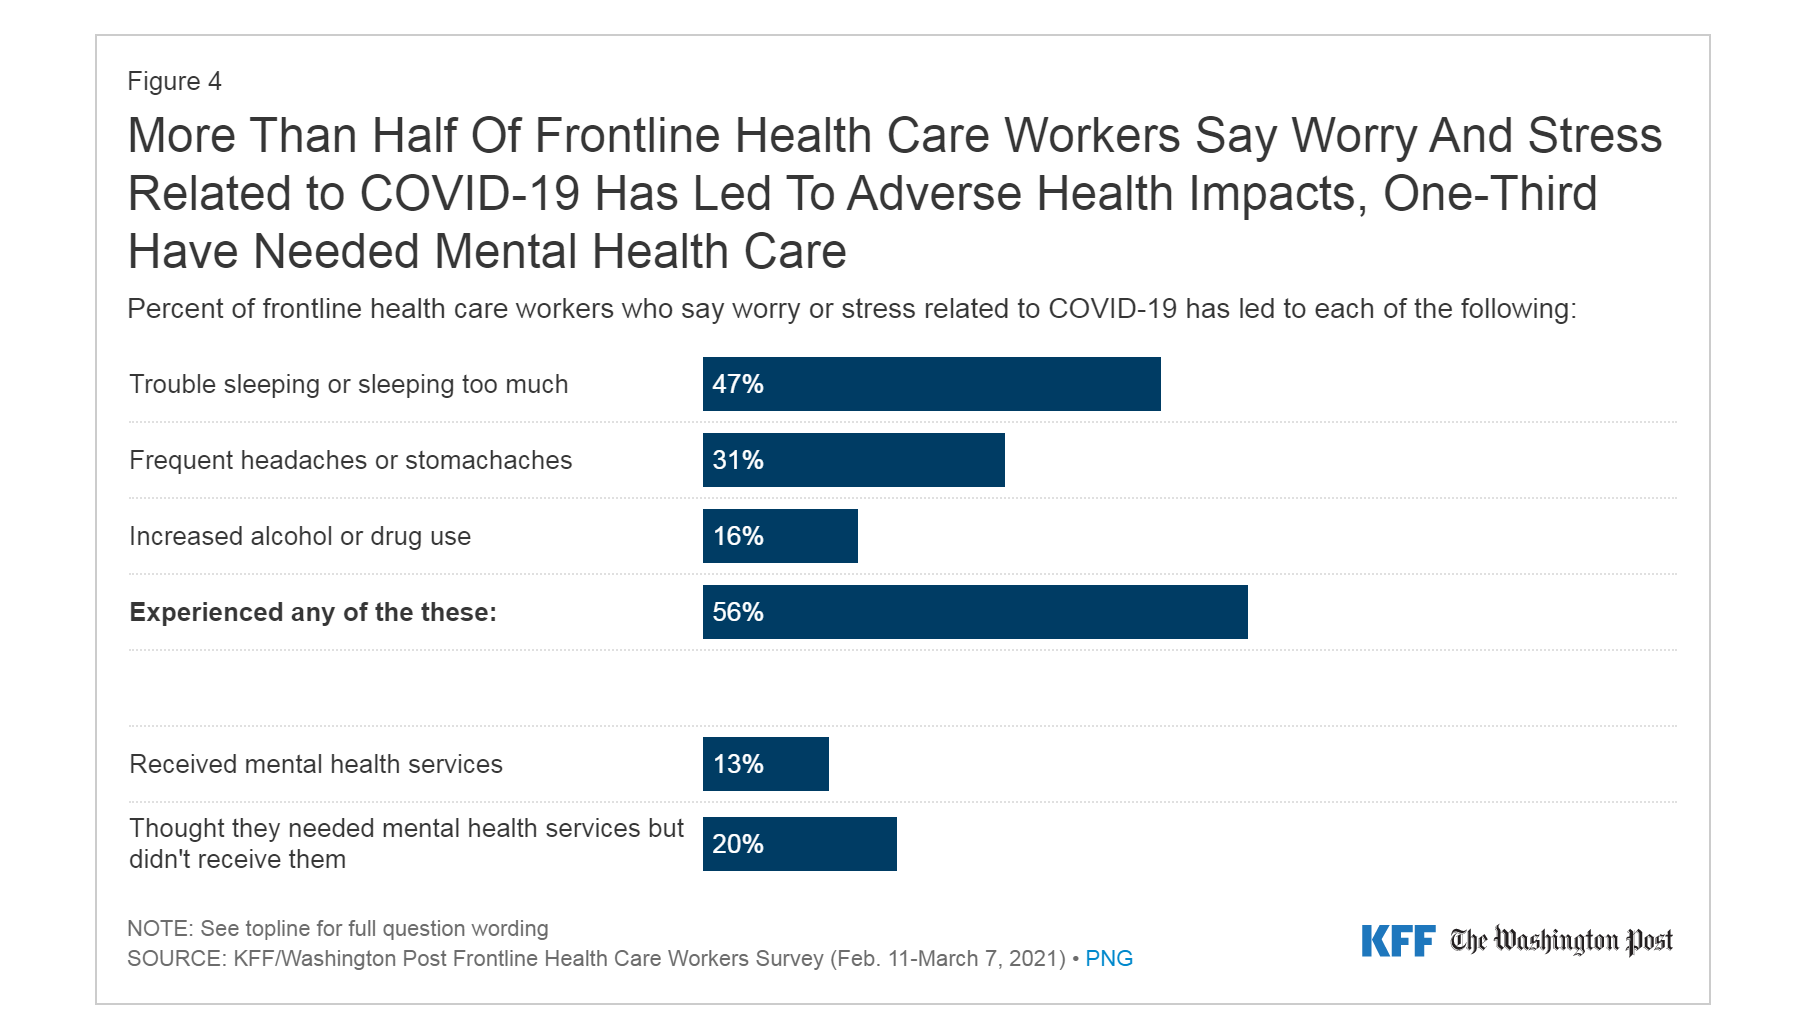 Figure 4
More Than Half Of Frontline Health Care Workers Say Worry And Stress
Related to COVID-19 Has Led To Adverse Health Impacts, One-Third
Have Needed Mental Health Care
Percent of frontline health care workers who say worry or stress related to COVID-19 has led to each of the following:
Trouble sleeping or sleeping too much 47%
Frequent headaches or stomachaches 31%
Increased alcohol or drug use 16%
Experienced any of the these: 56%
Received mental health services 13%
Thought they needed mental health services but
didn't receive them 20%
NOTE: See topline for full question wording
SOURCE: KFF/Washington Post Frontline Health Care Workers Survey (Feb. 11-March 7, 2021) • PNG
KFF The Washington Post